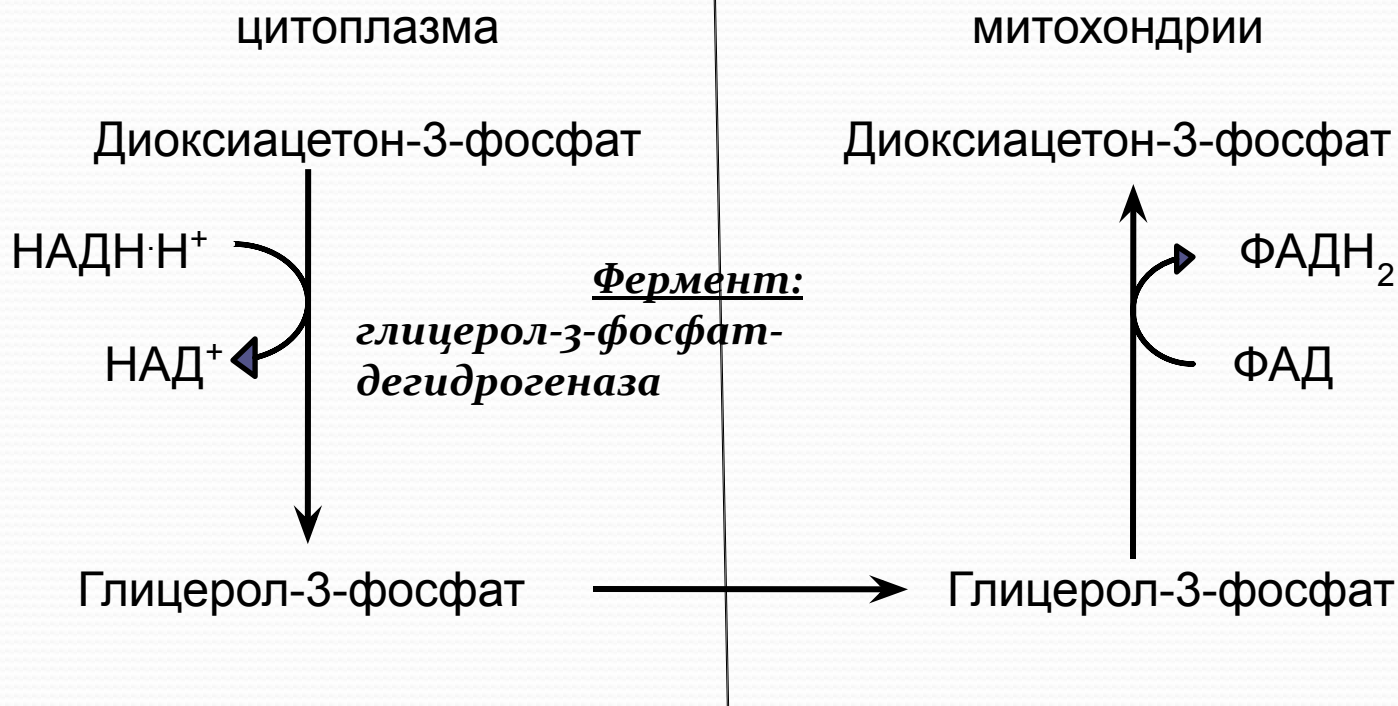 цитоплазма
митохондрии
Диоксиацетон-3-фосфат
Диоксиацетон-3-фосфат
НАДН·Н⁺
НАД⁺
Фермент:
глицерол-3-фосфат-
дегидрогеназа
ФАДН₂
ФАД
Глицерол-3-фосфат
Глицерол-3-фосфат